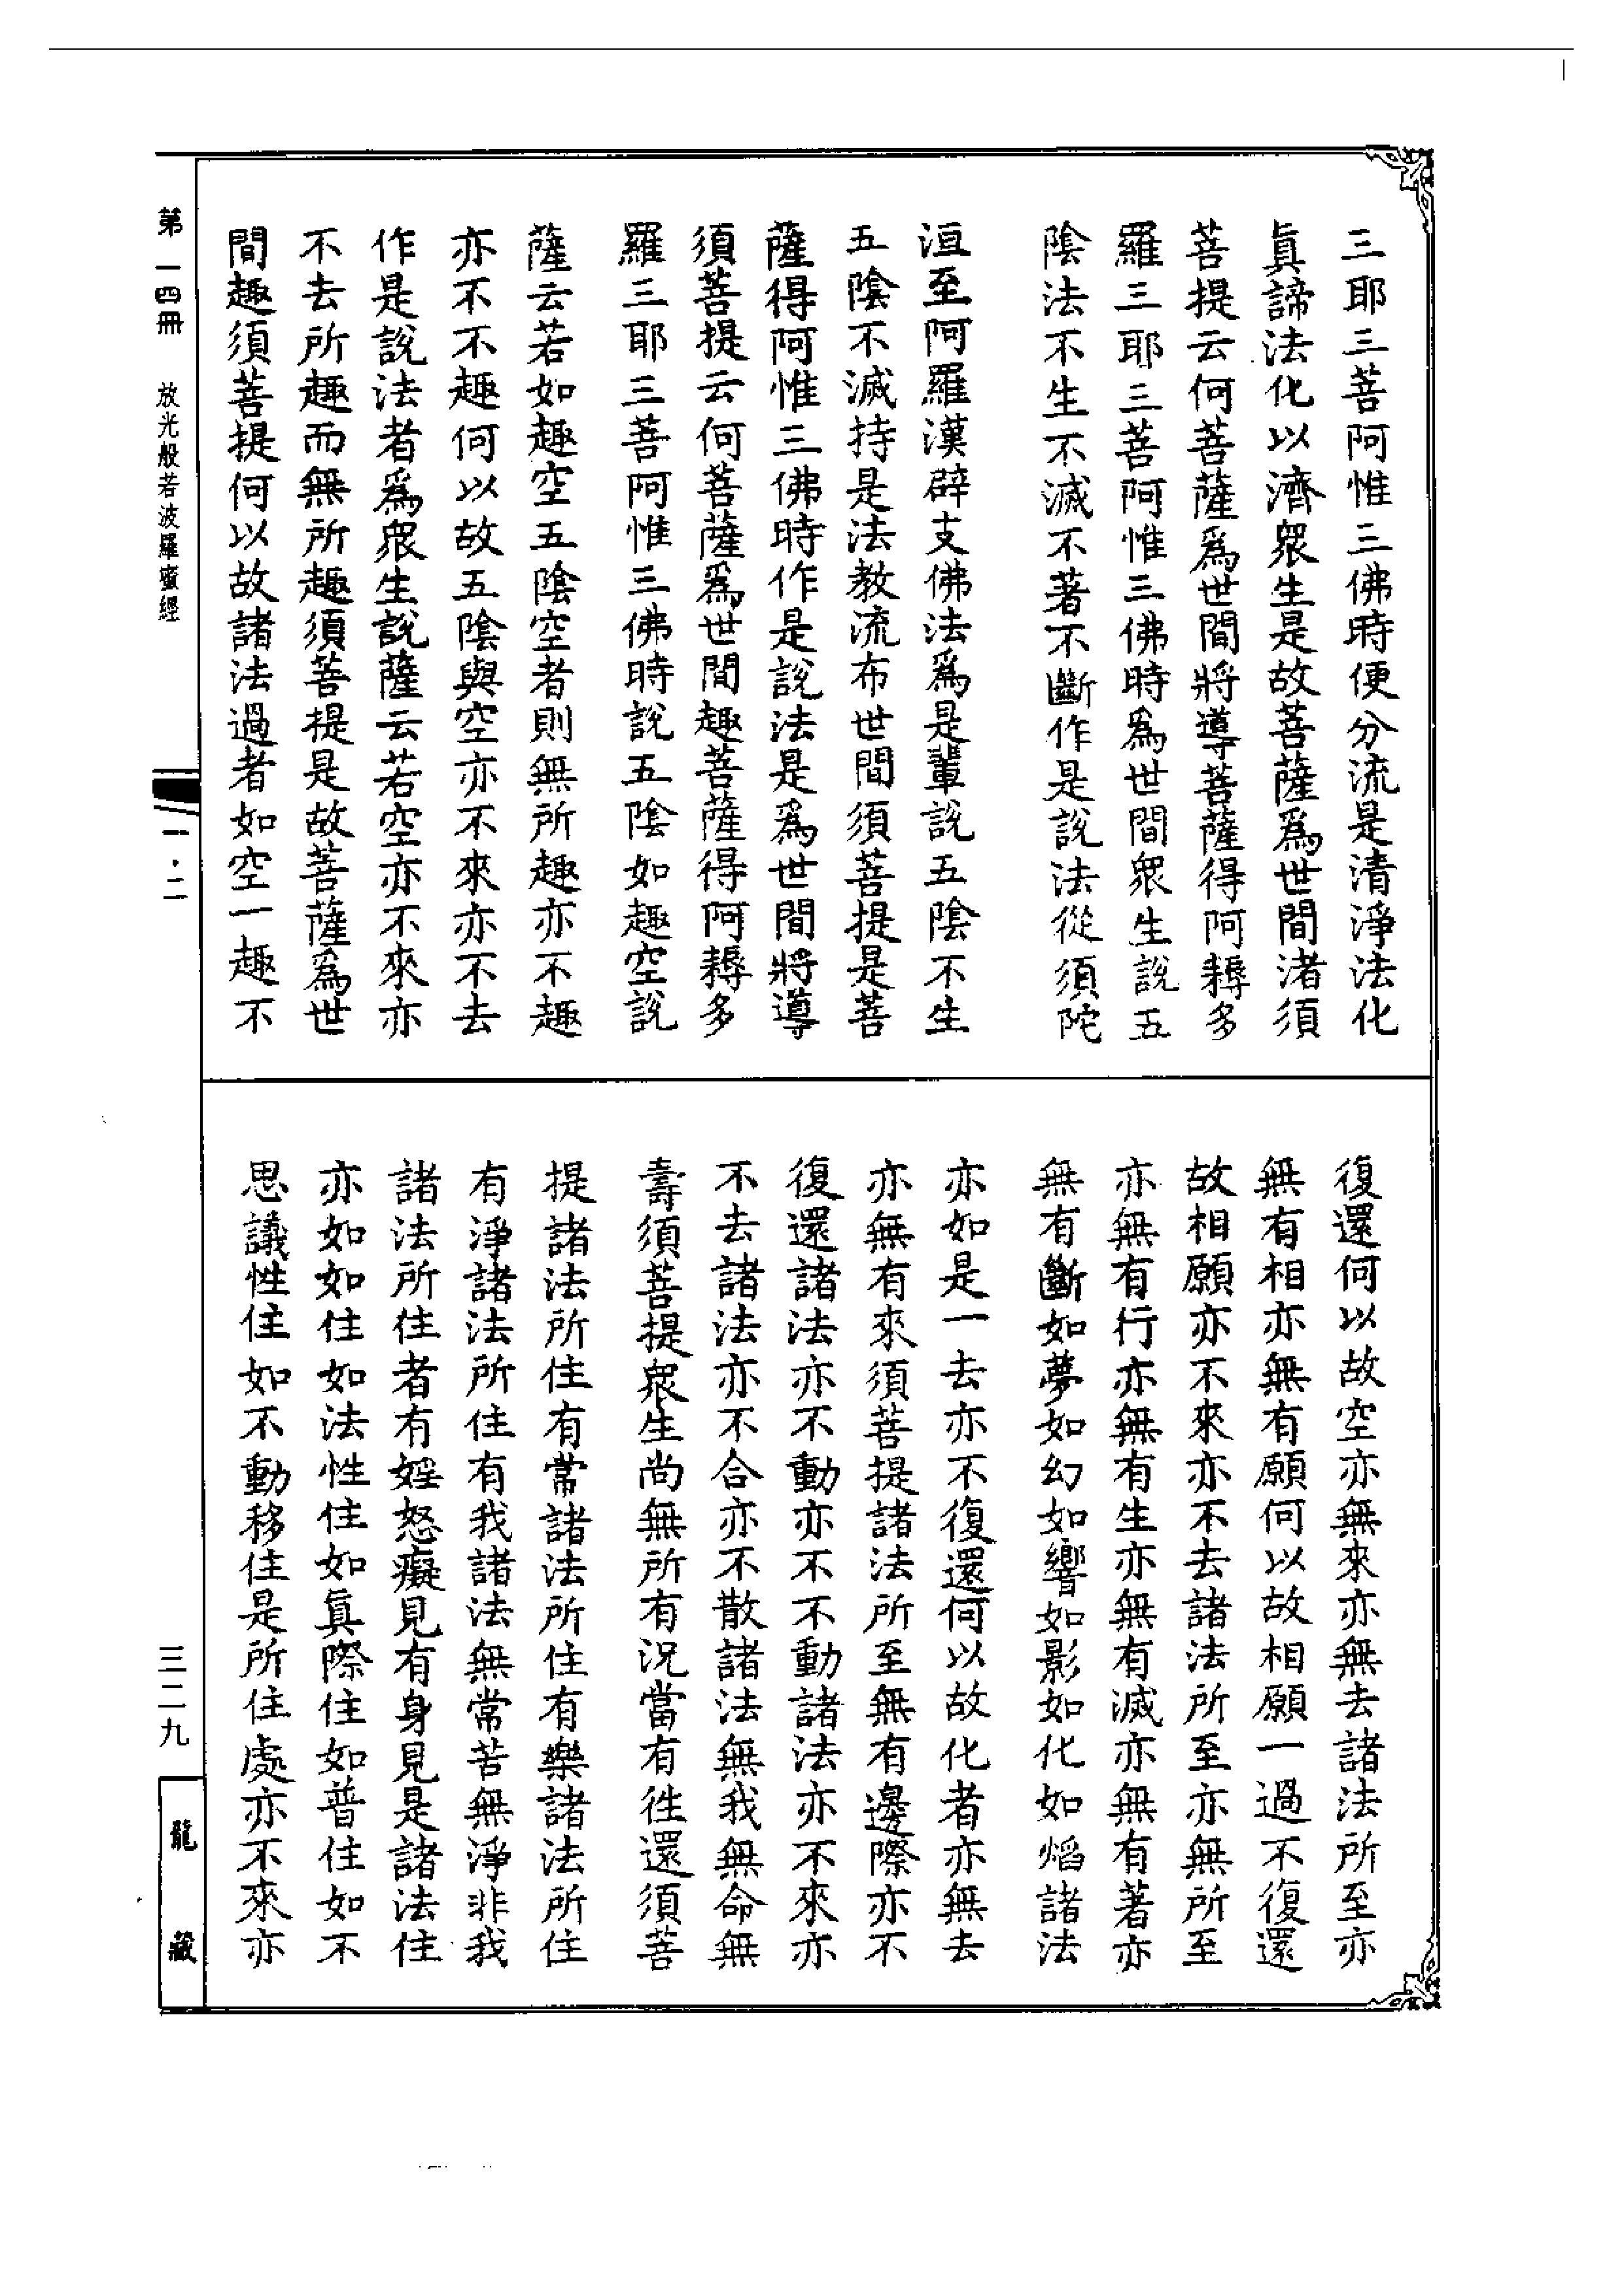 三耶三菩阿惟三佛時便分流是清淨法化
眞諦法化以濟衆生是故菩薩爲世間渚須
菩提云何菩薩爲世間將導菩薩得阿耨多
羅三耶三菩阿惟三佛時爲世間衆生說五
陰法不生不滅不著不斷作是說法從須陀
洹至阿羅漢辟支佛法爲是輩說五陰不生
五陰不滅持是法教流布世間須菩提是菩
薩得阿惟三佛時作是說法是爲世間將導
須菩提云何菩薩爲世間趣菩薩得阿耨多
羅三耶三菩阿惟三佛時說五陰如趣空說
薩云若如趣空五陰空者則無所趣亦不趣
亦不不趣何以故五陰與空亦不來亦不去
作是說法者爲衆生說薩云若空亦不來亦
不去所趣而無所趣須菩提是故菩薩爲世
間趣須菩提何以故諸法過者如空一趣不
復還何以故空亦無來亦無去諸法所至亦
無有相亦無有願何以故相願一過不復還
故相願亦不來亦不去諸法所至亦無所至
亦無有行亦無有生亦無有滅亦無有著亦
無有斷如夢如幻如響如影如化如焰諸法
亦如是一去亦不復還何以故化者亦無去
亦無有來須菩提諸法所至無有邊際亦不
復還諸法亦不動亦不不動諸法亦不來亦
不去諸法亦不合亦不散諸法無我無命無
壽須菩提衆生尚無所有況當有徃還須菩
提諸法所住有常諸法所住有樂諸法所住
有淨諸法所住有我諸法無常苦無淨非我
諸法所住者有婬怒癡見有身見是諸法住
亦如如住如法性住如眞際住如普住如不
思議性住如不動移住是所住處亦不來亦
第一四冊　放光般若波羅蜜經
一·二
三二九
龍藏